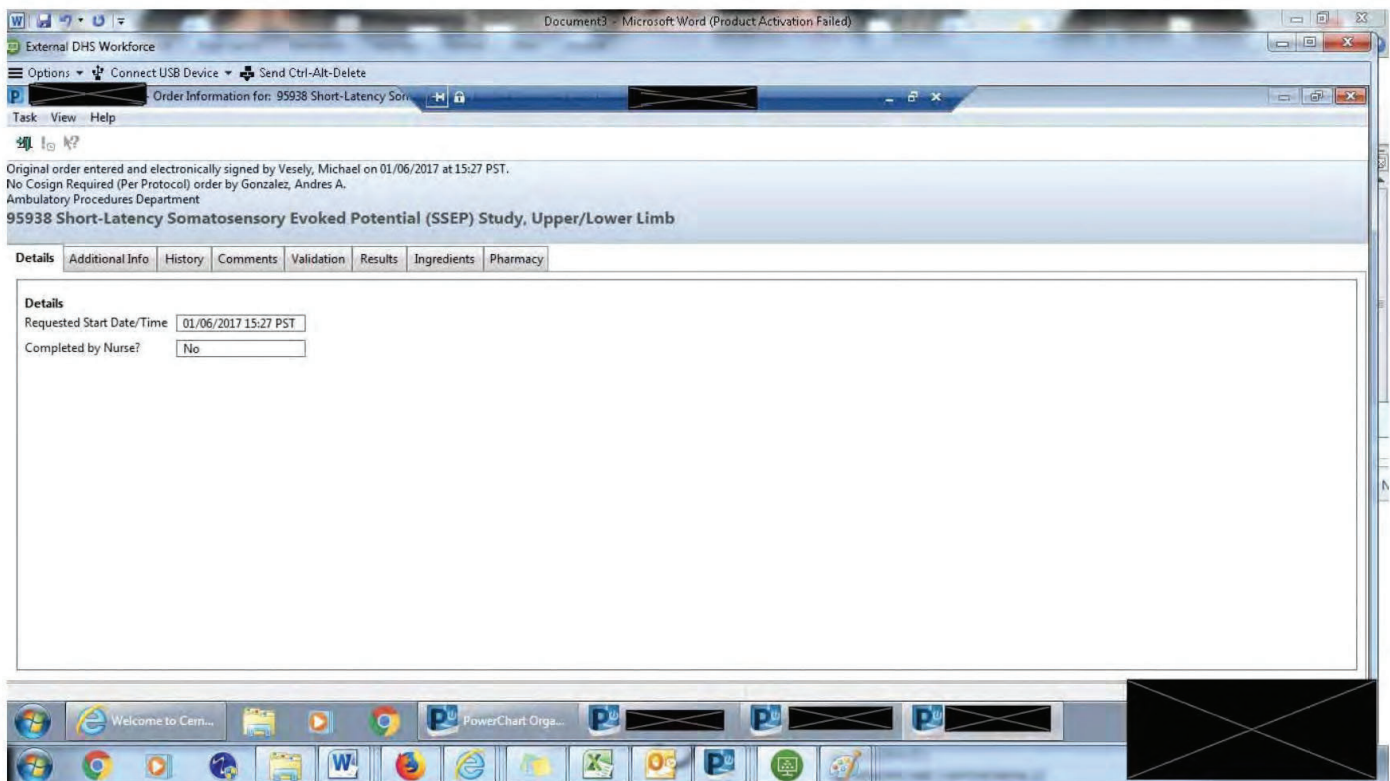 Document3 - Microsoft Word (Product Activation Failed)
External DHS Workforce
Options Connect USB Device Send Ctrl-Alt-Delete
Order Information for: 95938 Short-Latency Son
Task View Help
Original order entered and electronically signed by Vesely, Michael on 01/06/2017 at 15:27 PST.
No Cosign Required (Per Protocol) order by Gonzalez, Andres A.
Ambulatory Procedures Department
95938 Short-Latency Somatosensory Evoked Potential (SSEP) Study, Upper/Lower Limb
Details Additional Info History Comments Validation Results Ingredients Pharmacy
Details
Requested Start Date/Time 01/06/2017 15:27 PST
Completed by Nurse? No
Welcome to Cern... PowerChart Orga...